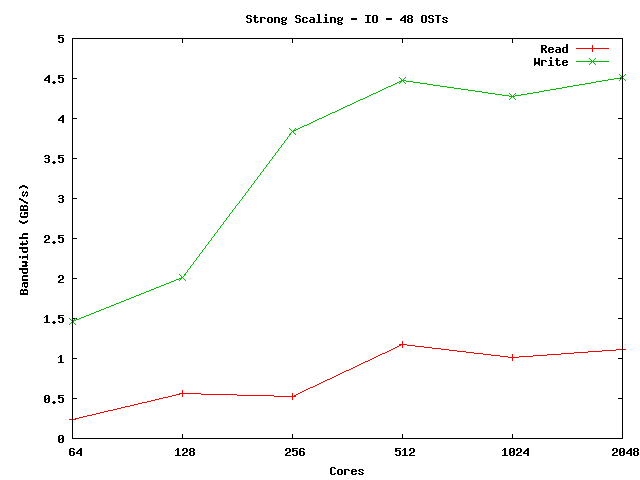 Strong Scaling - IO - 48 OSTs
5
4.5
4
3.5
3
2.5
2
1.5
1
0.5
0
Bandwidth (GB/s)
Read
Write
64 128 256 512 1024 2048
Cores